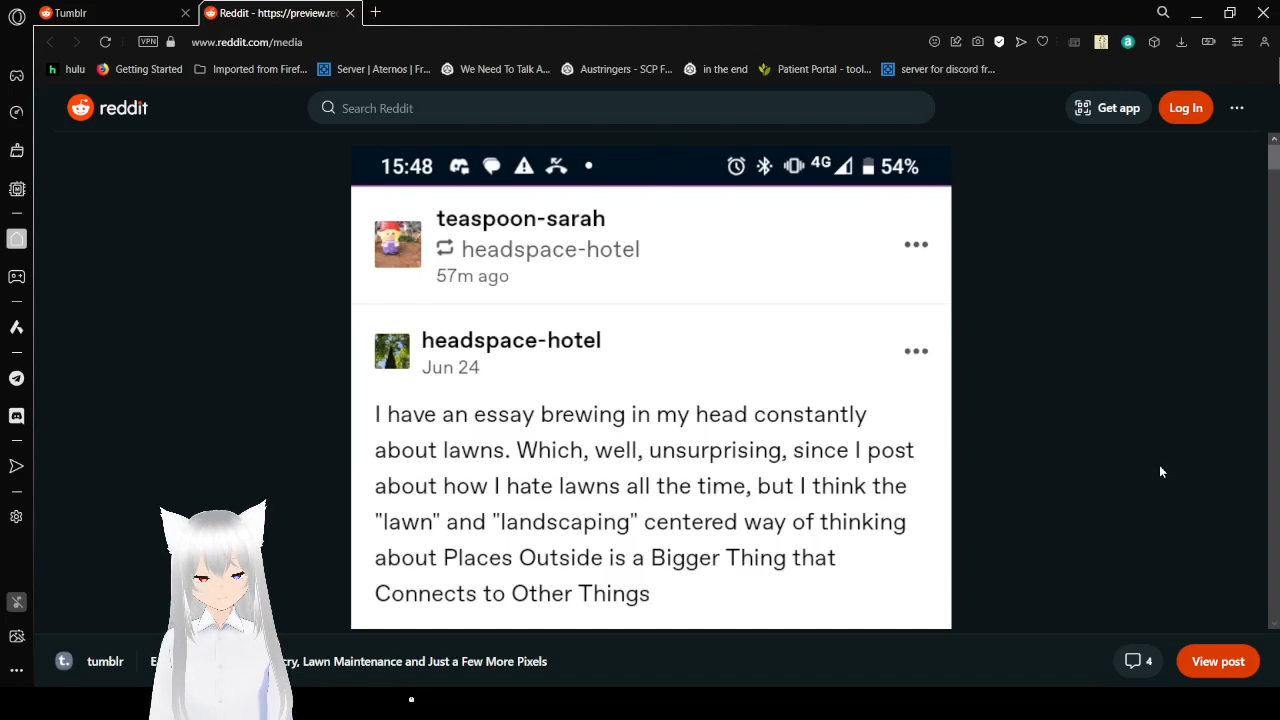 Tumblr
Reddit - https://preview.re
VPN
www.reddit.com/media
hulu
Getting Started
Imported from Firef...
Server | Aternos | Fr...
We Need To Talk A...
Austringers - SCP F...
in the end
Patient Portal - tool...
server for discord fr...
reddit
Search Reddit
Get app
Log In
15:48
4G
54%
teaspoon-sarah
headspace-hotel
57m ago
headspace-hotel
Jun 24
I have an essay brewing in my head constantly
about lawns. Which, well, unsurprising, since I post
about how I hate lawns all the time, but I think the
"lawn" and "landscaping" centered way of thinking
about Places Outside is a Bigger Thing that
Connects to Other Things
t.
tumblr
cry, Lawn Maintenance and Just a Few More Pixels
4
View post